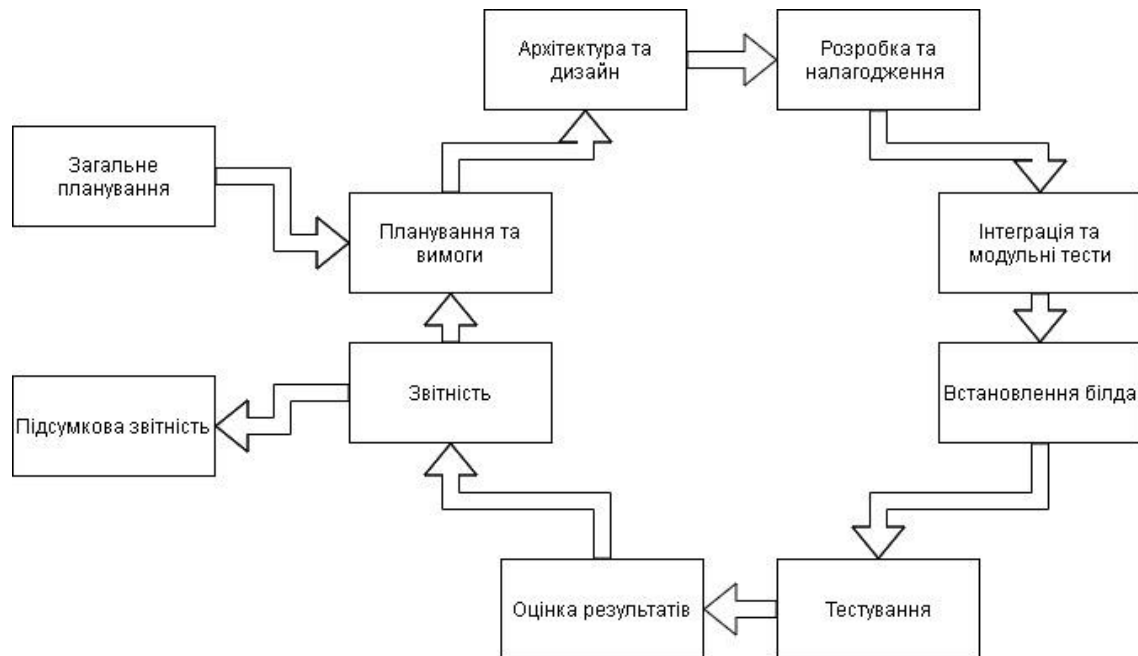 Архітектура та
дизайн
Розробка та
налагодження
Загальне
планування
Планування та
вимоги
Інтеграція та
модульні тести
Звітність
Встановлення білда
Підсумкова звітність
Оцінка результатів
Тестування